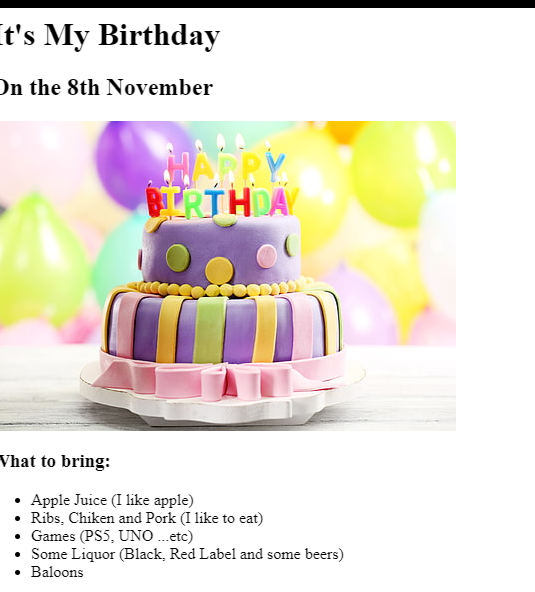 It's My Birthday
On the 8th November
HAPPY
BIRTHDAY
What to bring:
Apple Juice (I like apple)
Ribs, Chiken and Pork (I like to eat)
Games (PS5, UNO ...etc)
Some Liquor (Black, Red Label and some beers)
Baloons